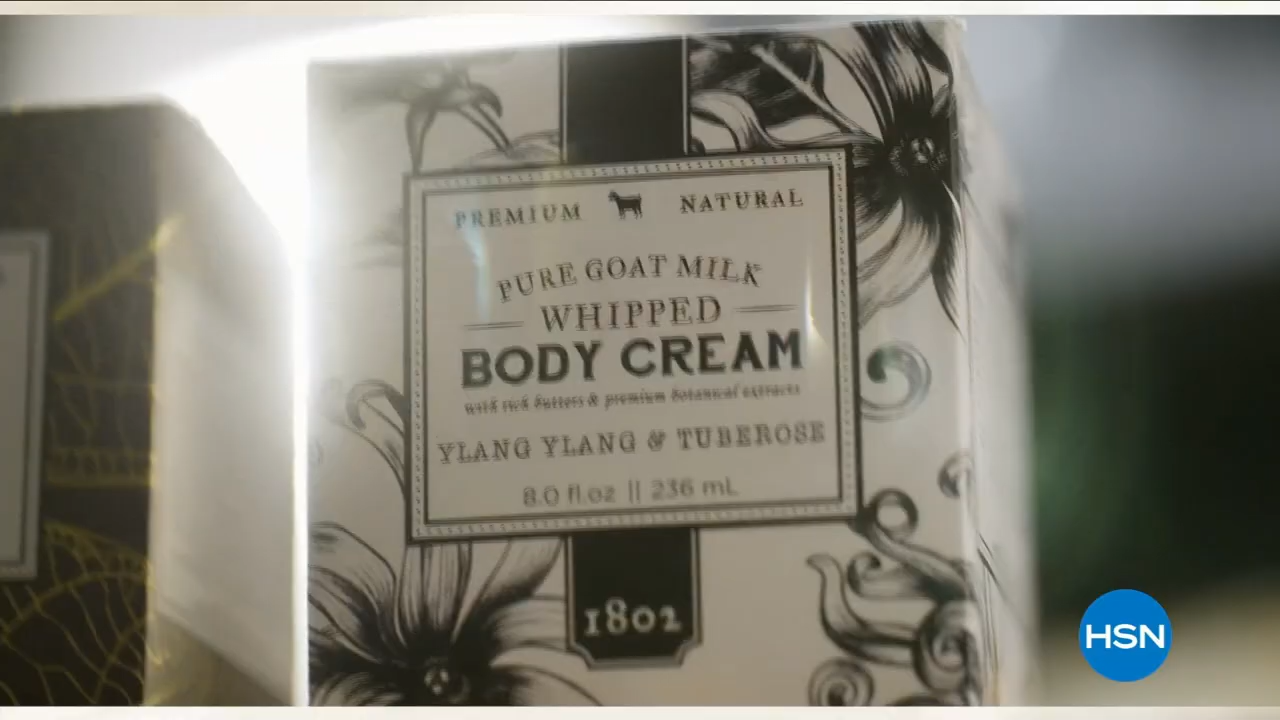 PREMIUM NATURAL
PURE GOAT MILK
WHIPPED
BODY CREAM
with rich butters & premium botanical extracts
YLANG YLANG & TUBEROSE
8.0 fl.oz || 236 mL
1802
HSN